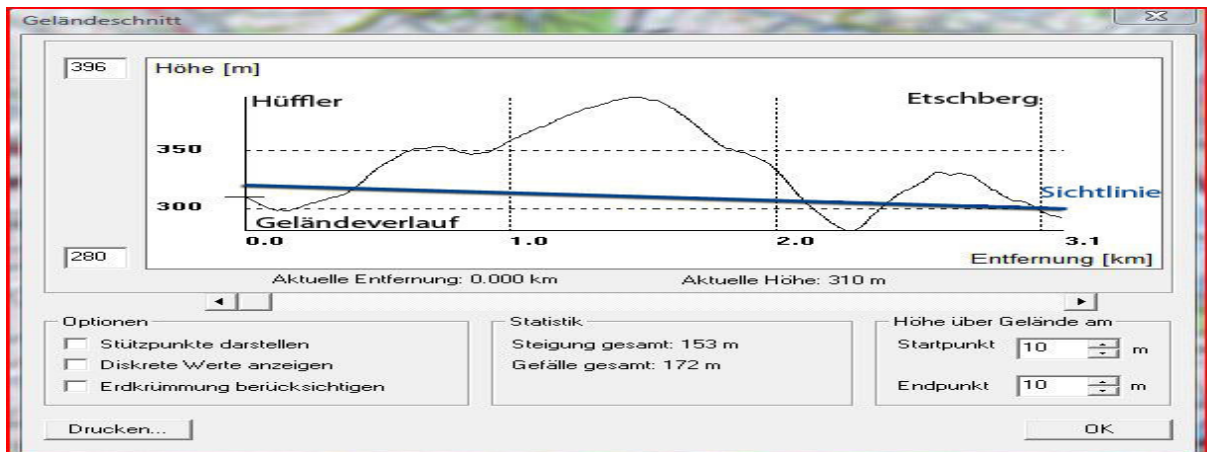 Geländeschnitt
396
Höhe [m]
Hüffler
Etschberg
350
Sichtlinie
300
Geländeverlauf
0.0 1.0 2.0 3.1
280
Entfernung [km]
Aktuelle Entfernung: 0.000 km Aktuelle Höhe: 310 m
Optionen
Stützpunkte darstellen
Diskrete Werte anzeigen
Erdkrümmung berücksichtigen
Statistik
Steigung gesamt: 153 m
Gefälle gesamt: 172 m
Höhe über Gelände am
Startpunkt 10 m
Endpunkt 10 m
Drucken...
OK